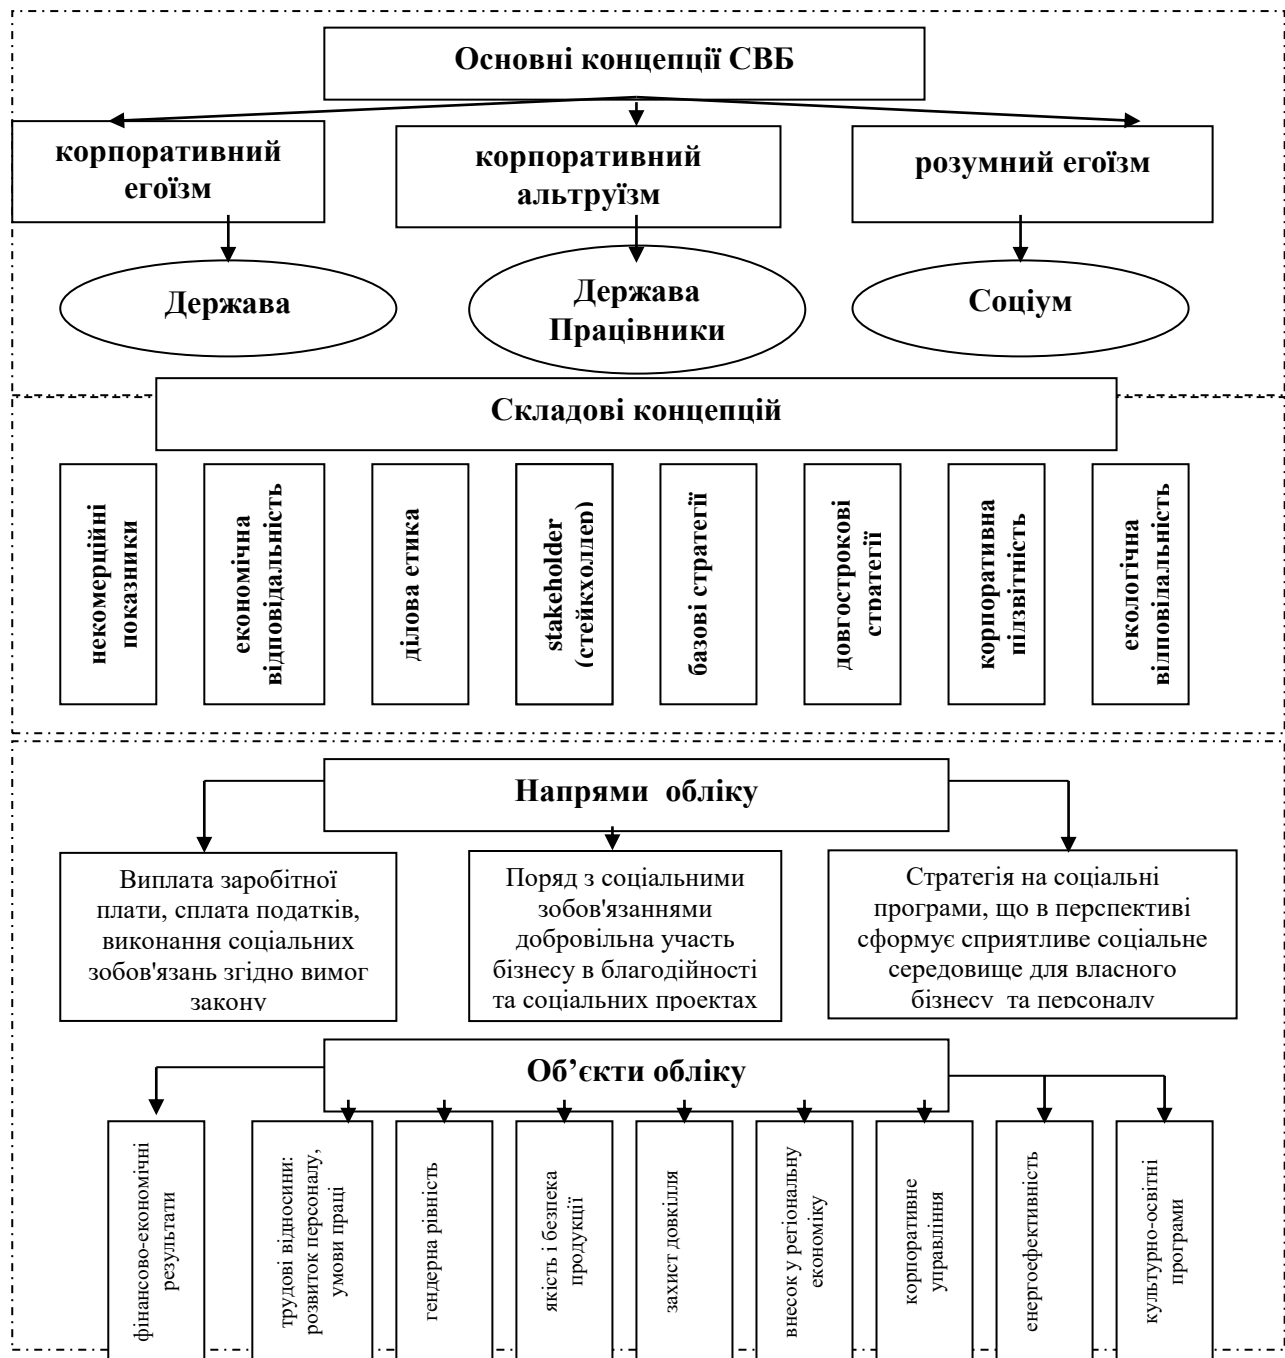 Основні концепції СВБ
корпоративний
егоїзм
корпоративний
альтруїзм
розумний егоїзм
Держава
Держава
Працівники
Соціум
Складові концепцій
некомерційні
показники
економічна
відповідальність
ділова етика
stakeholder
(стейкхолдер)
базові стратегії
довгострокові
стратегії
корпоративна
підзвітність
екологічна
відповідальність
Напрями обліку
Виплата заробітної
плати, сплата податків,
виконання соціальних
зобов'язань згідно вимог
закону
Поряд з соціальними
зобов'язаннями
добровільна участь
бізнесу в благодійності
та соціальних проектах
Стратегія на соціальні
програми, що в перспективі
сформує сприятливе соціальне
середовище для власного
бізнесу та персоналу
Об’єкти обліку
фінансово-економічні
результати
трудові відносини:
розвиток персоналу,
умови праці
гендерна рівність
якість і безпека
продукції
захист довкілля
внесок у регіональну
економіку
корпоративне
управління
енергоефективність
культурно-освітні
програми